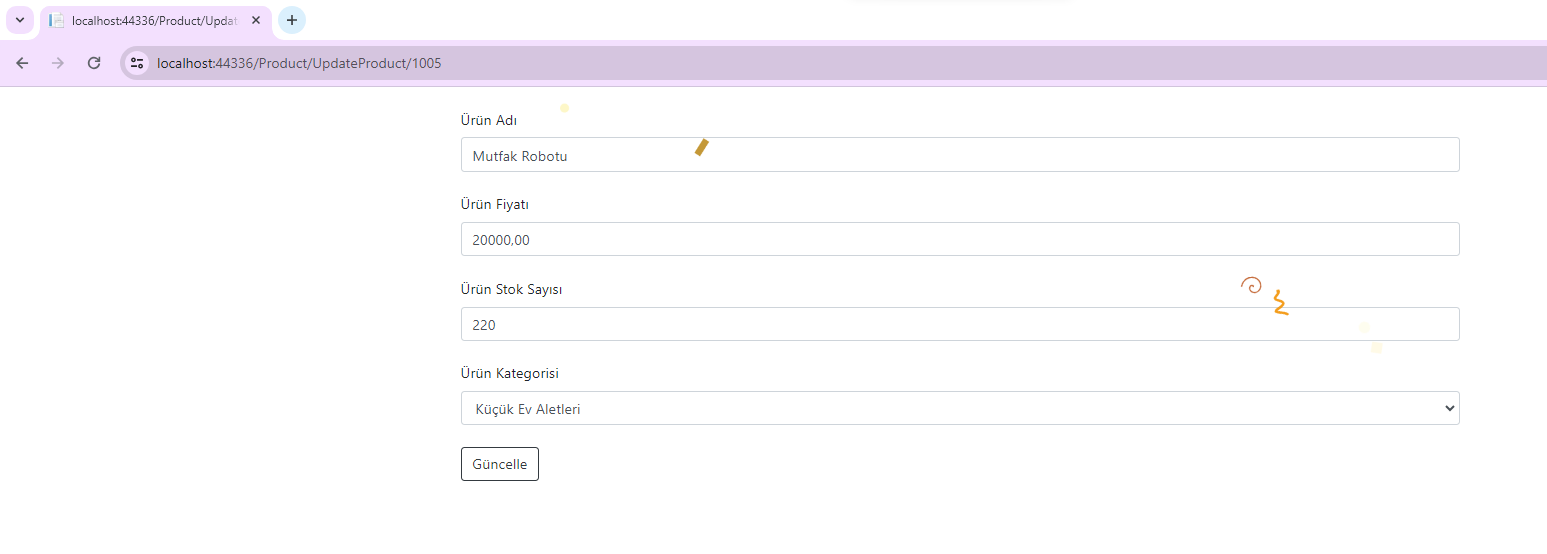 localhost:44336/Product/Updat
localhost:44336/Product/UpdateProduct/1005
Ürün Adı
Mutfak Robotu
Ürün Fiyatı
20000,00
Ürün Stok Sayısı
220
Ürün Kategorisi
Küçük Ev Aletleri
Güncelle